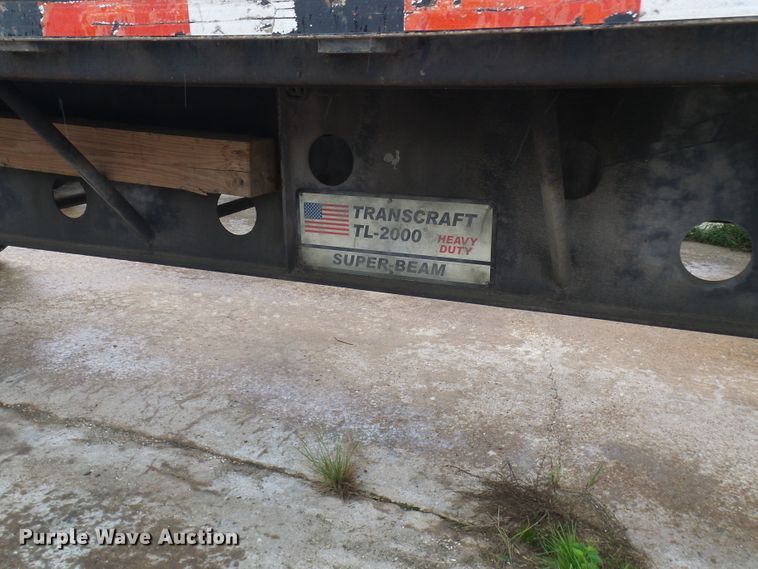 TRANSCRAFT
TL-2000 HEAVY DUTY
SUPER-BEAM
Purple Wave Auction